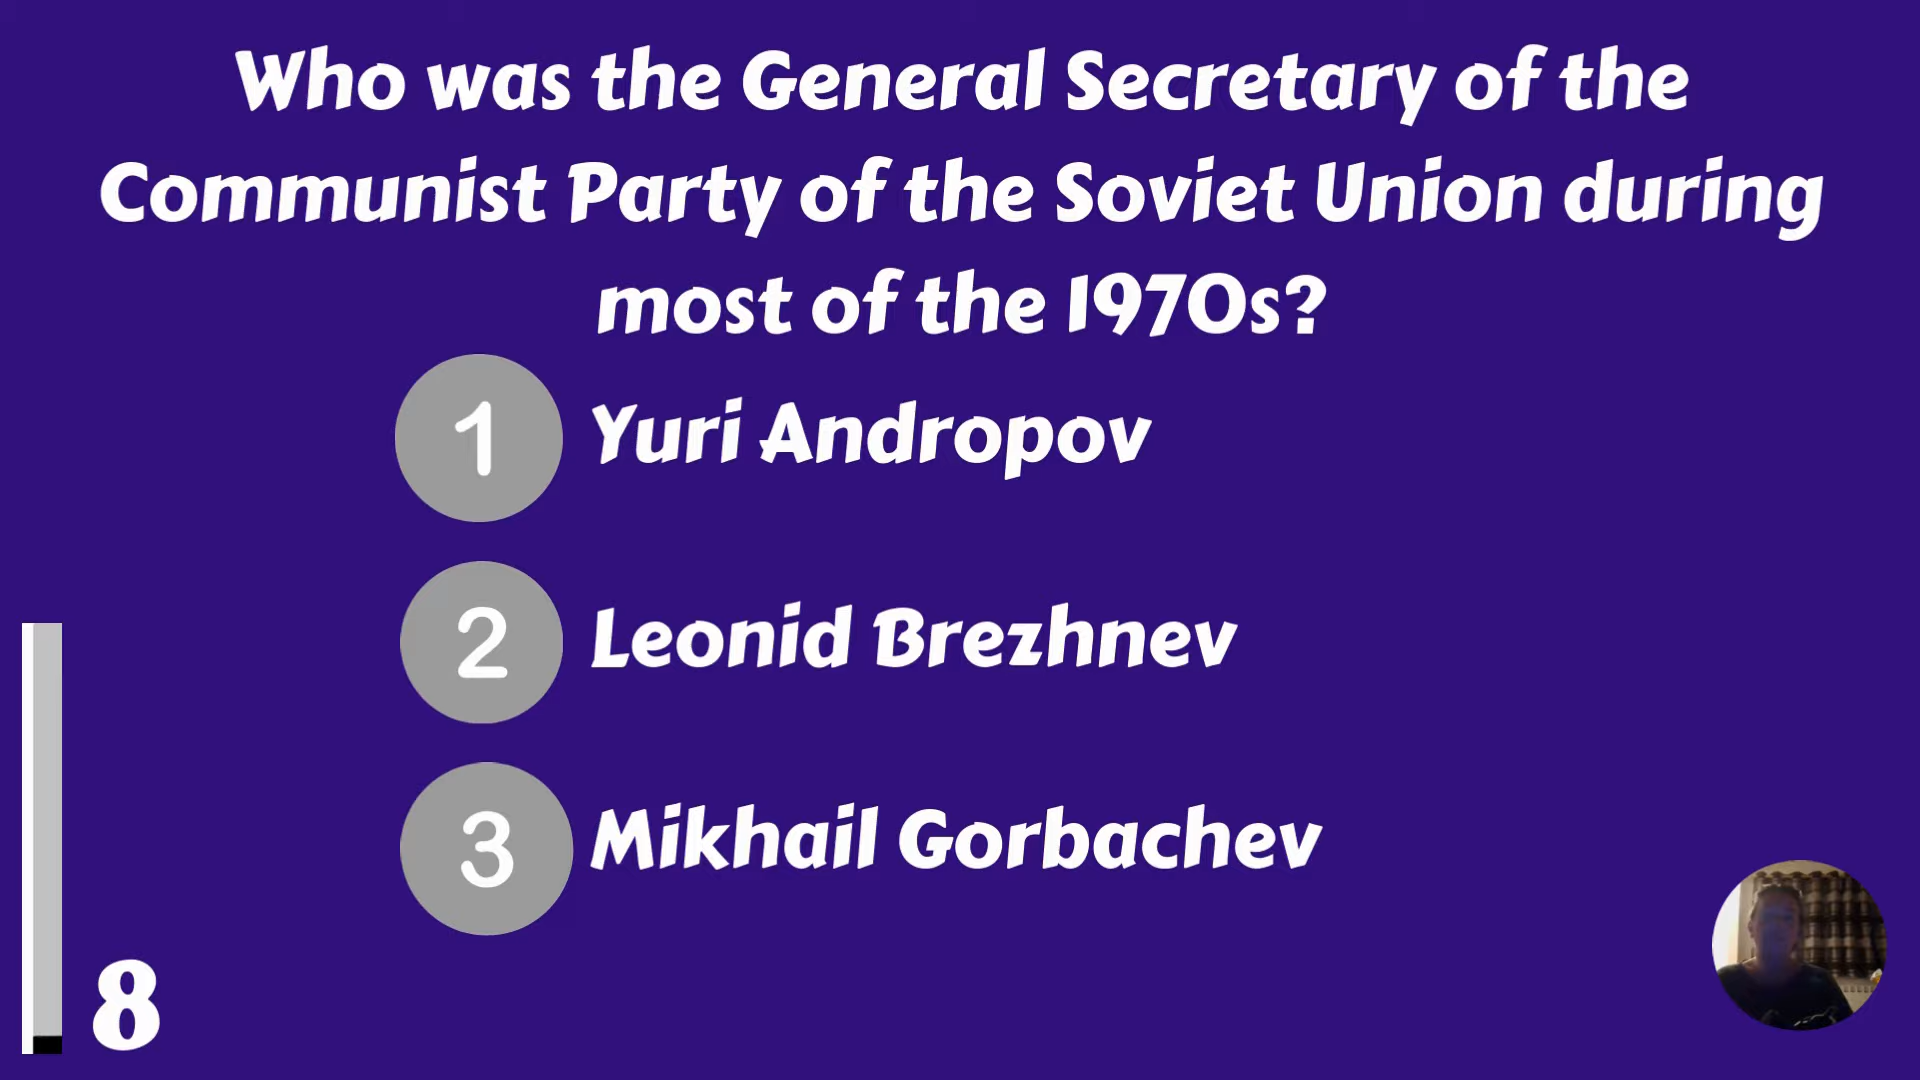 Who was the General Secretary of the
Communist Party of the Soviet Union during
most of the 1970s?
1 Yuri Andropov
2 Leonid Brezhnev
3 Mikhail Gorbachev
8